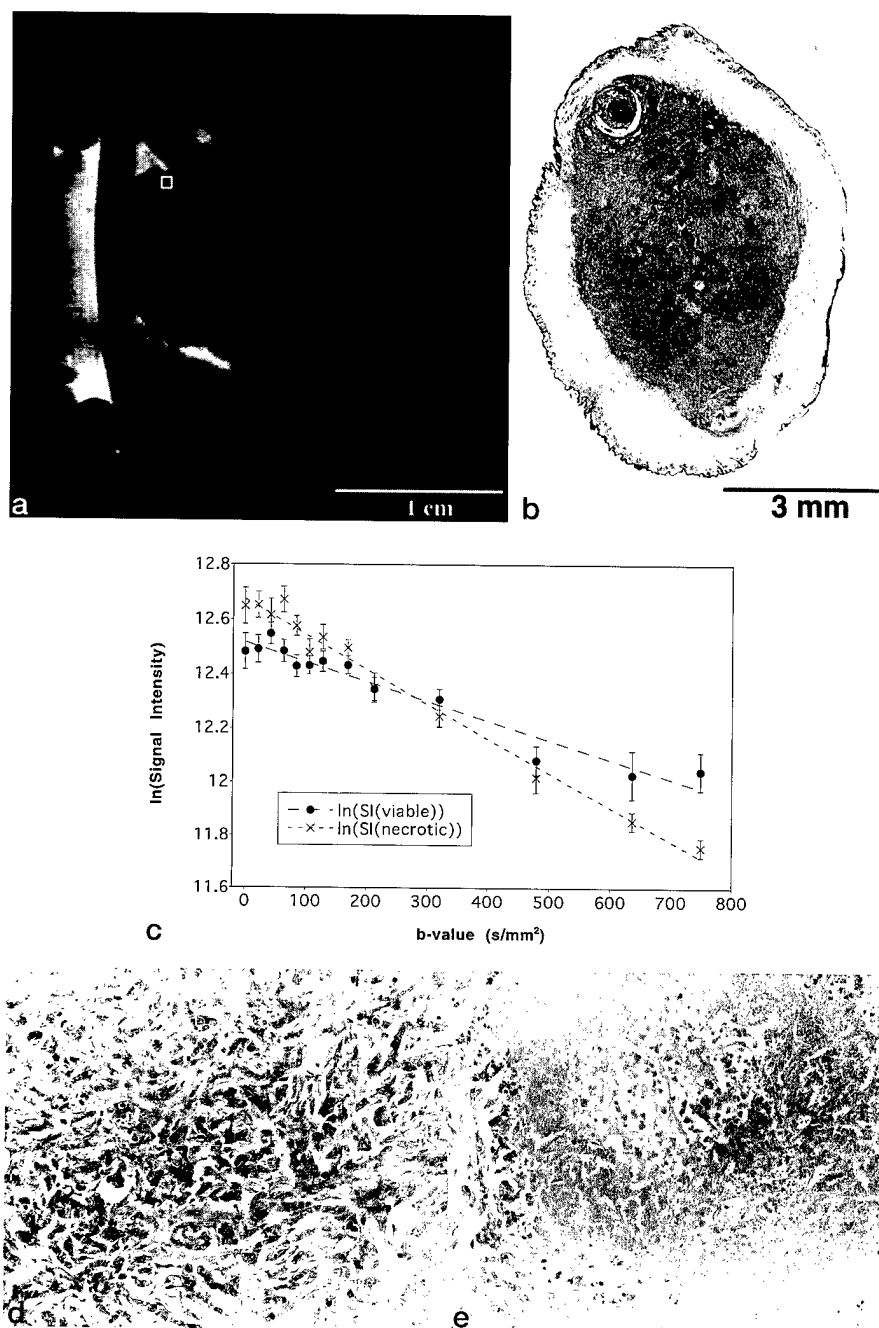 a
1 cm
b
3 mm
12.8
12.6
12.4
12.2
12
11.8
11.6
ln(Signal Intensity)
ln(SI(viable))
ln(SI(necrotic))
0 100 200 300 400 500 600 700 800
b-value (s/mm²)
c
d
e